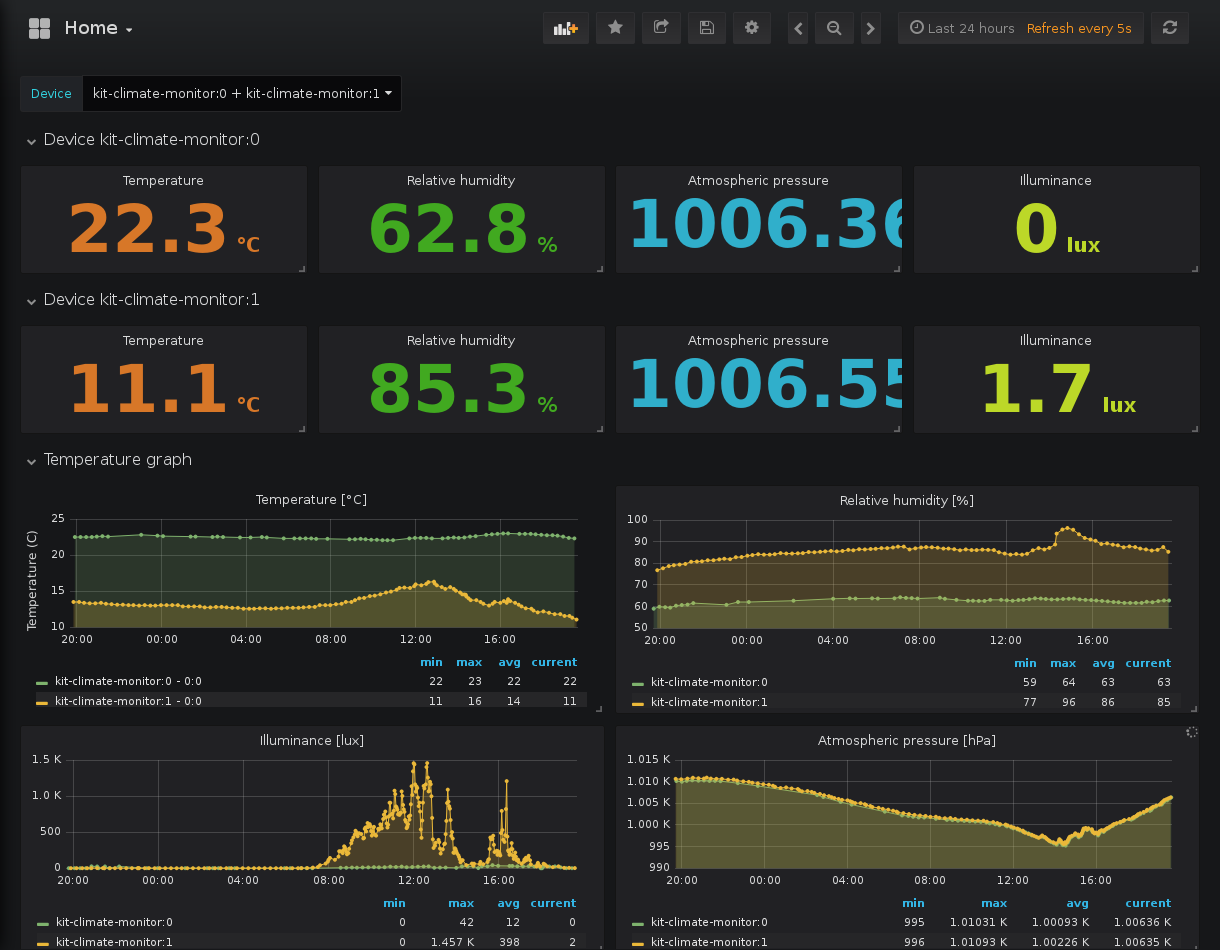 Home
Last 24 hours Refresh every 5s
Device kit-climate-monitor:0 + kit-climate-monitor:1
Device kit-climate-monitor:0
Temperature Relative humidity Atmospheric pressure Illuminance
22.3 °C 62.8 % 1006.36 0 lux
Device kit-climate-monitor:1
Temperature Relative humidity Atmospheric pressure Illuminance
11.1 °C 85.3 % 1006.55 1.7 lux
Temperature graph
Temperature [°C]
Temperature (C)
25
20
15
10
20:00 00:00 04:00 08:00 12:00 16:00
min max avg current
kit-climate-monitor:0 - 0:0 22 23 22 22
kit-climate-monitor:1 - 0:0 11 16 14 11
Relative humidity [%]
100
90
80
70
60
50
20:00 00:00 04:00 08:00 12:00 16:00
min max avg current
kit-climate-monitor:0 59 64 63 63
kit-climate-monitor:1 77 96 86 85
Illuminance [lux]
1.5 K
1.0 K
500
0
20:00 00:00 04:00 08:00 12:00 16:00
min max avg current
kit-climate-monitor:0 0 42 12 0
kit-climate-monitor:1 0 1.457 K 398 2
Atmospheric pressure [hPa]
1.015 K
1.010 K
1.005 K
1.000 K
995
990
20:00 00:00 04:00 08:00 12:00 16:00
min max avg current
kit-climate-monitor:0 995 1.01031 K 1.00093 K 1.00636 K
kit-climate-monitor:1 996 1.01093 K 1.00226 K 1.00635 K